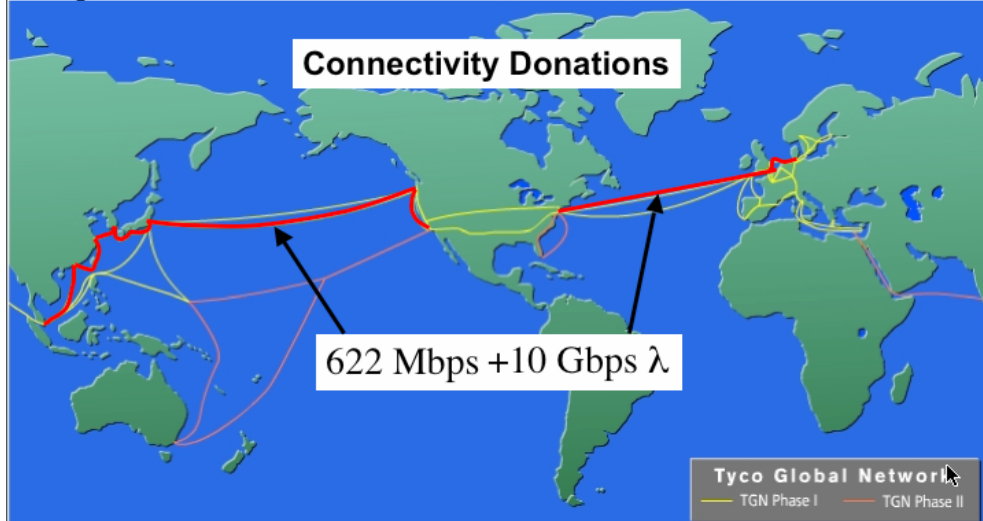 Connectivity Donations
622 Mbps +10 Gbps λ
Tyco Global Network
TGN Phase I TGN Phase II